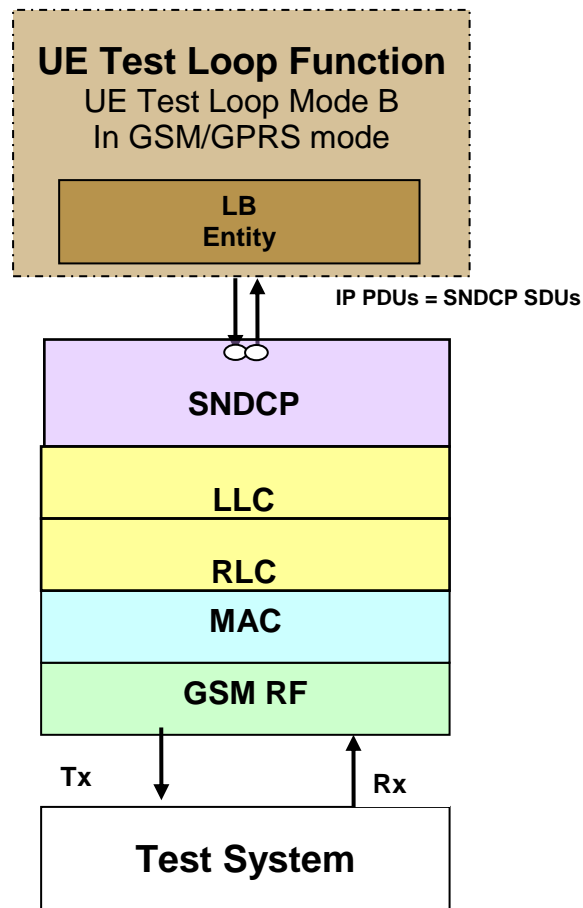 UE Test Loop Function
UE Test Loop Mode B
In GSM/GPRS mode
LB
Entity
IP PDUs = SNDCP SDUs
SNDCP
LLC
RLC
MAC
GSM RF
Tx
Rx
Test System